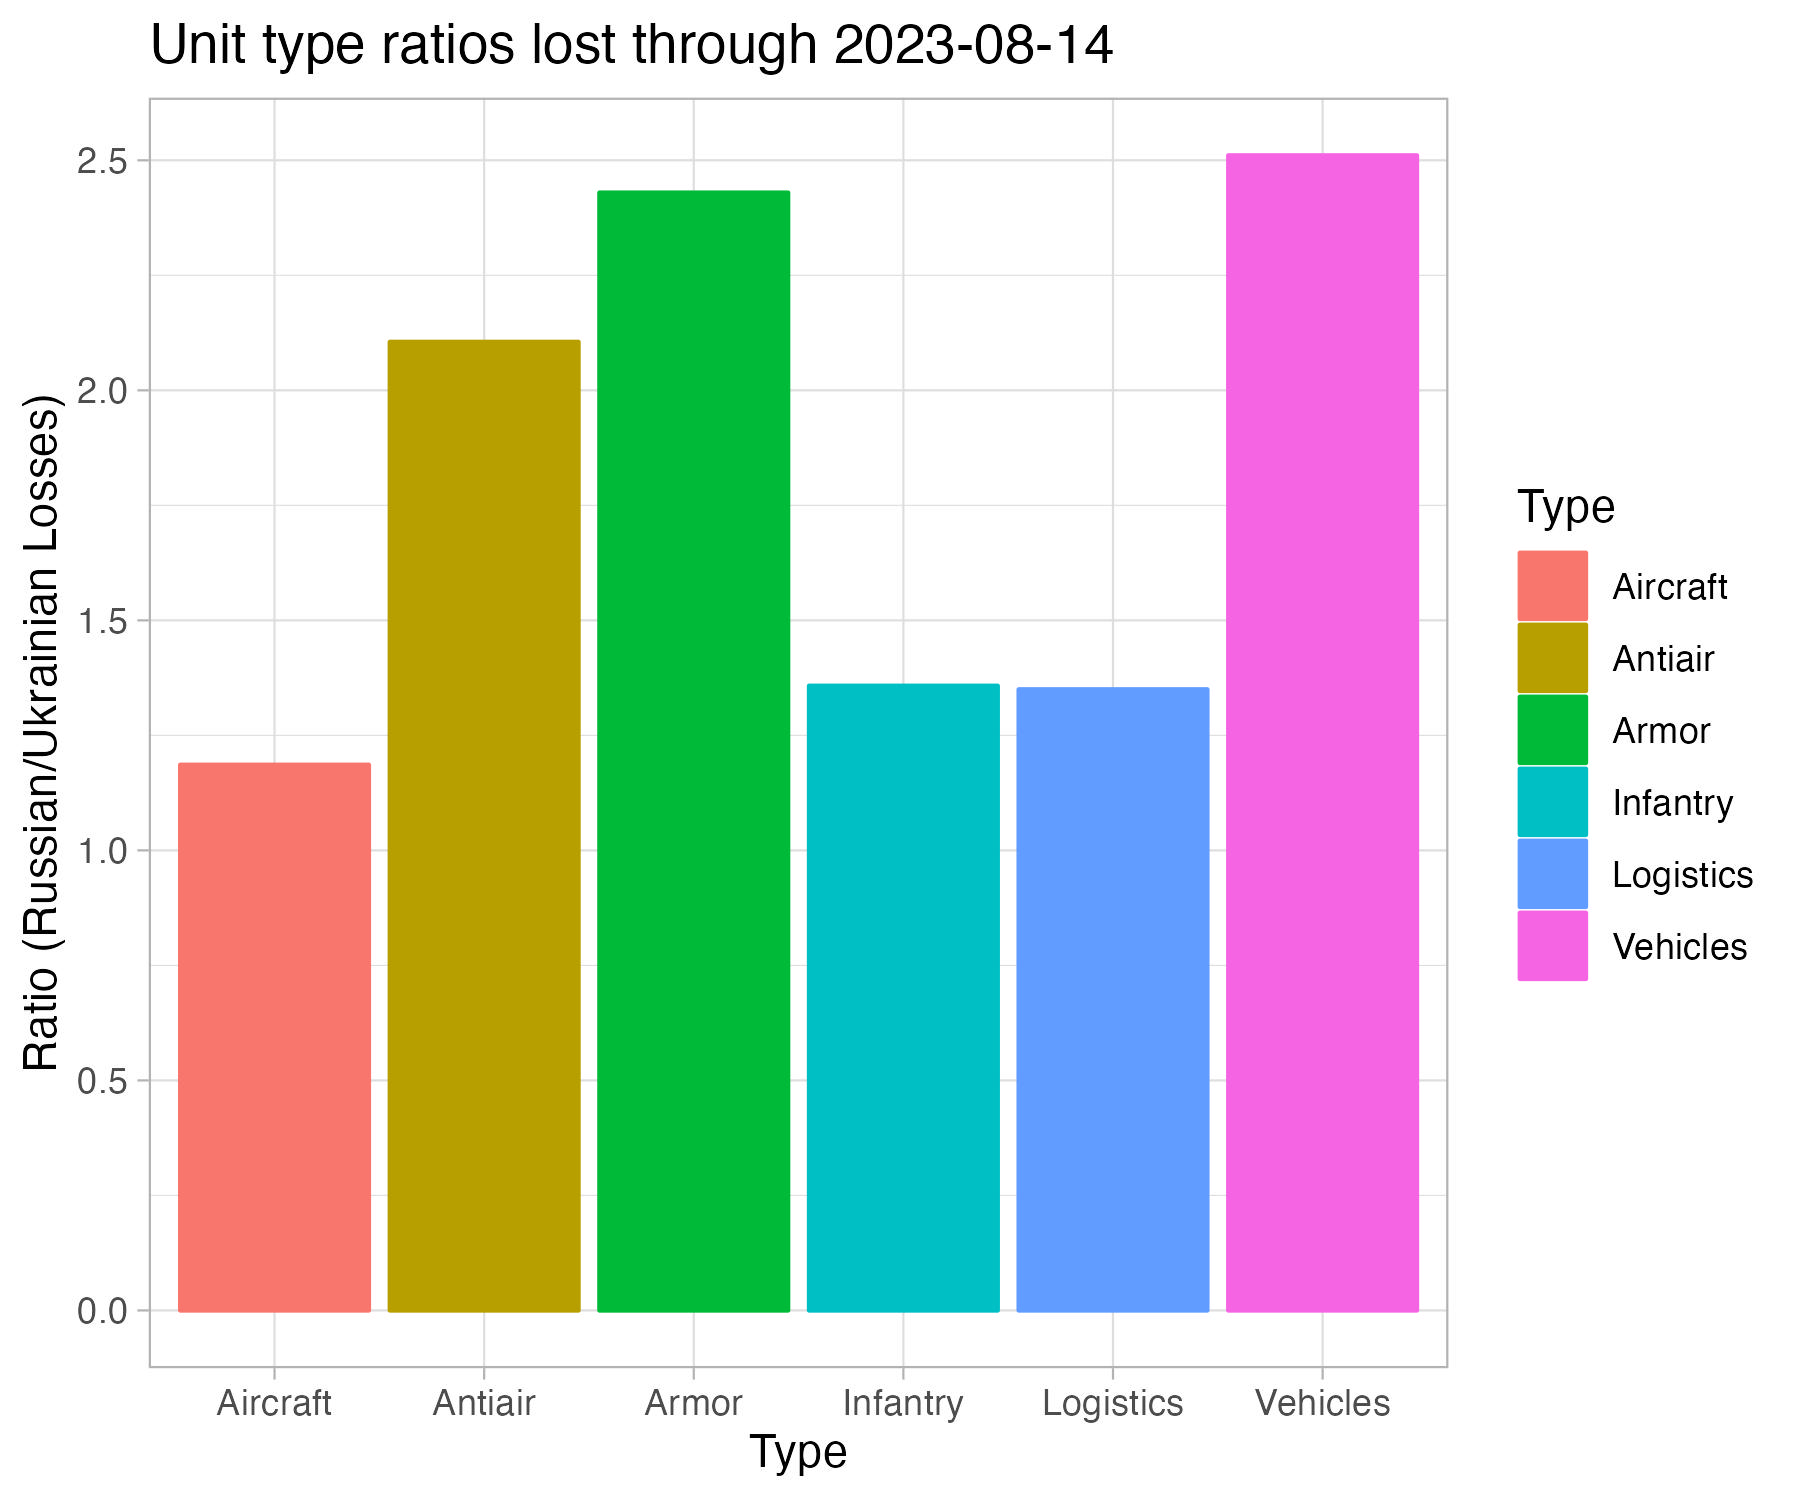 Unit type ratios lost through 2023-08-14
Ratio (Russian/Ukrainian Losses)
2.5
2.0
1.5
1.0
0.5
0.0
Aircraft
Antiair
Armor
Infantry
Logistics
Vehicles
Type
Type
Aircraft
Antiair
Armor
Infantry
Logistics
Vehicles